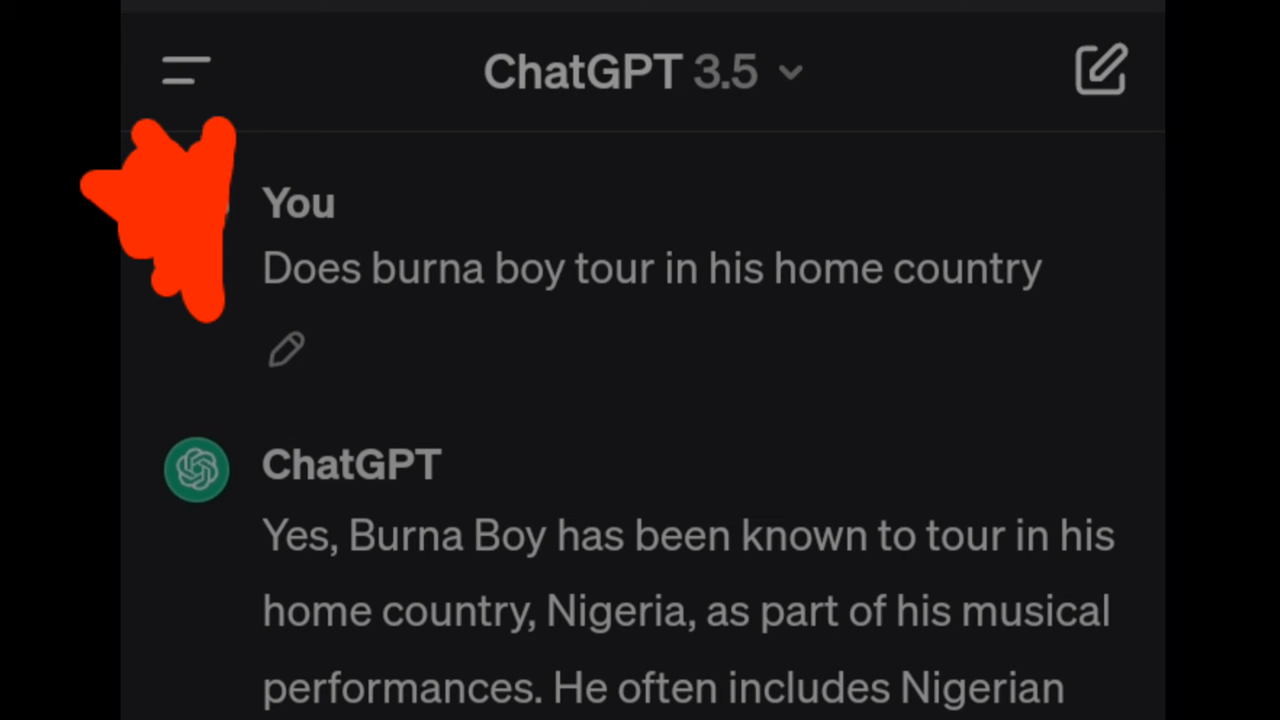 ChatGPT 3.5
You
Does burna boy tour in his home country
ChatGPT
Yes, Burna Boy has been known to tour in his
home country, Nigeria, as part of his musical
performances. He often includes Nigerian